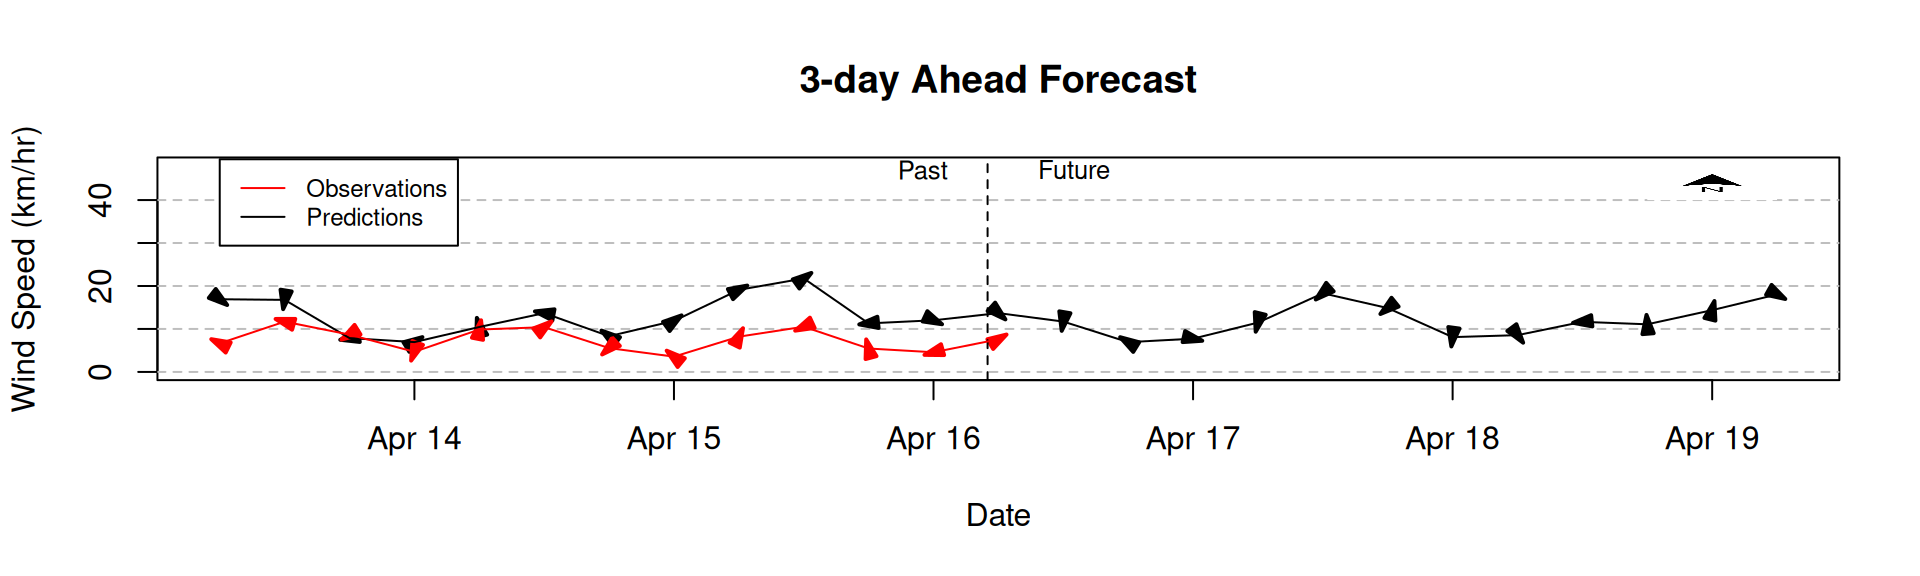 3-day Ahead Forecast
Wind Speed (km/hr)
40
20
0
Observations
Predictions
Past
Future
N
Apr 14
Apr 15
Apr 16
Apr 17
Apr 18
Apr 19
Date